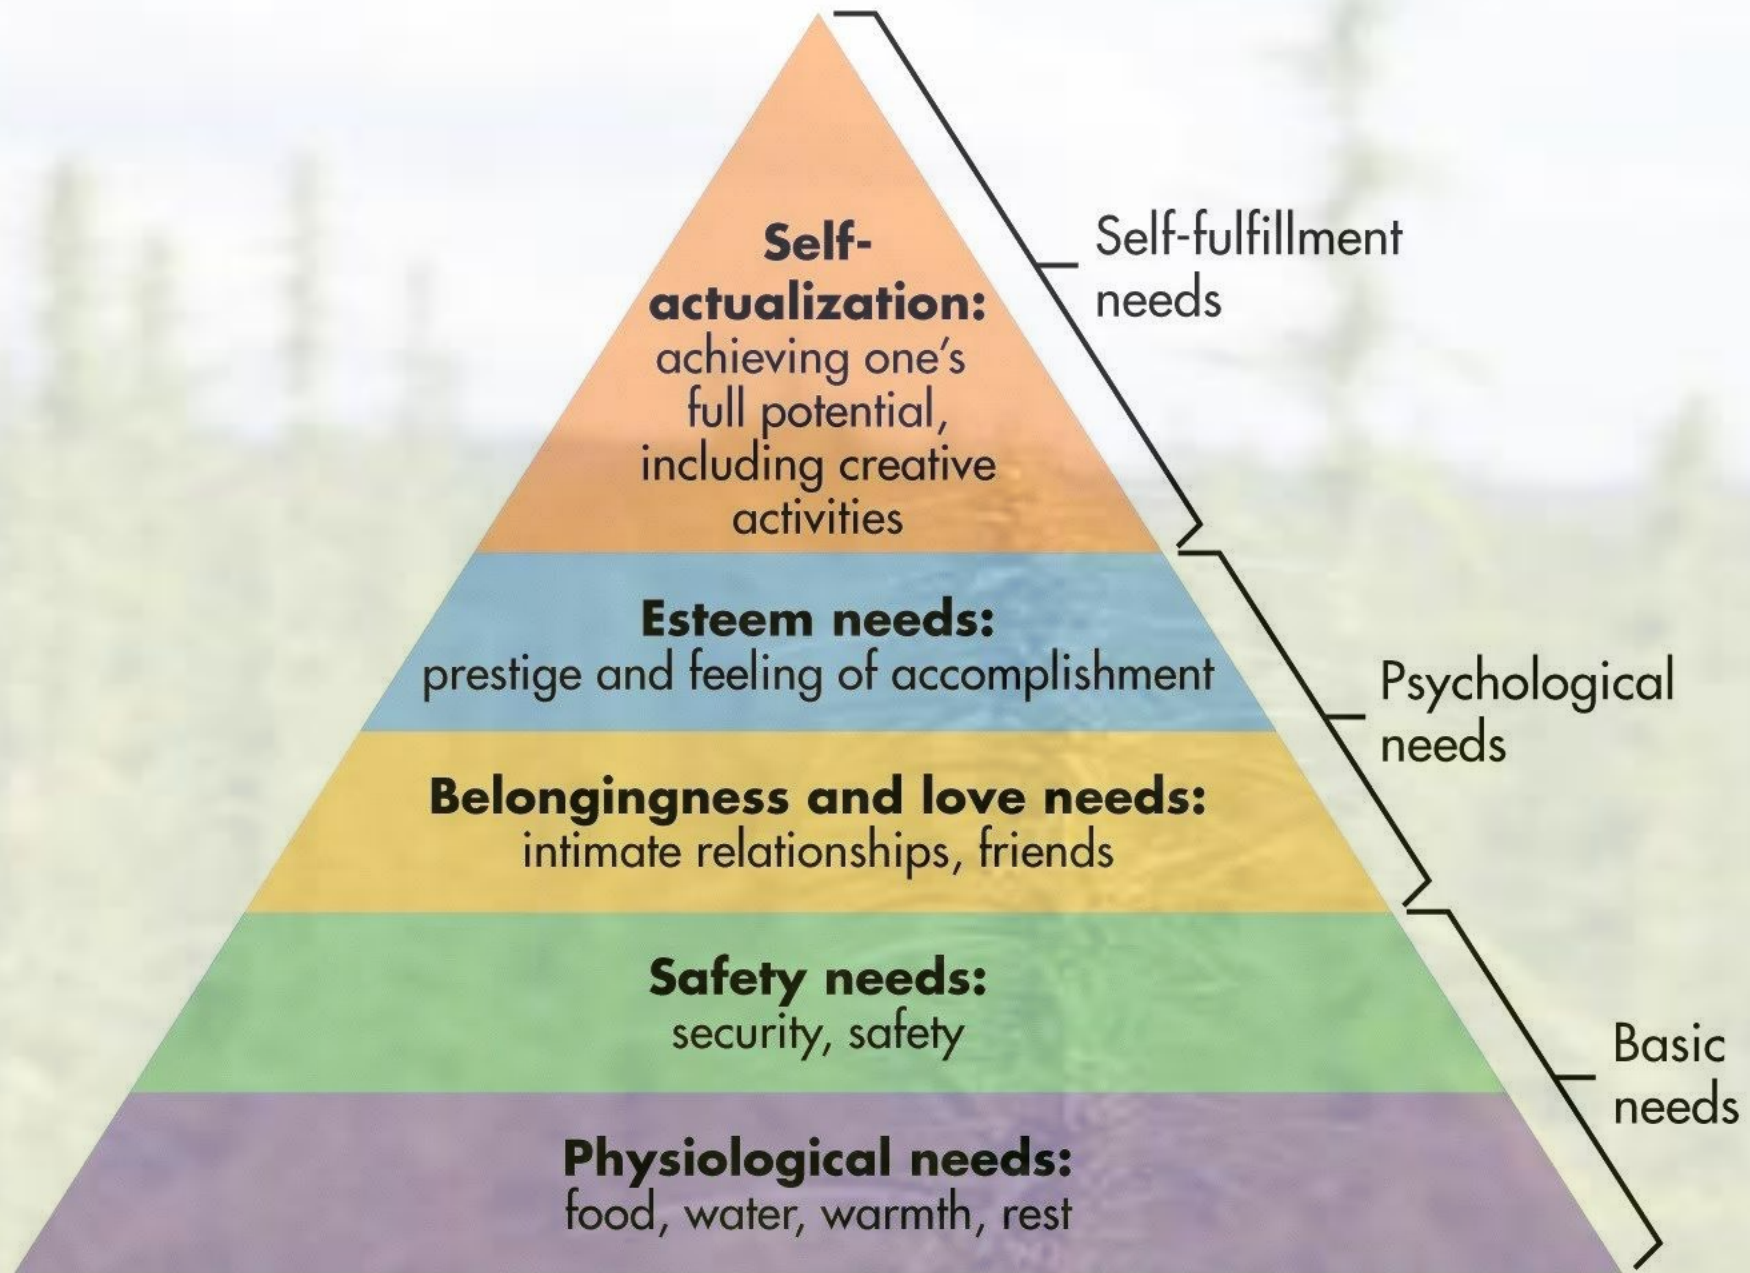 Self-
actualization:
achieving one's
full potential,
including creative
activities
Self-fulfillment
needs
Esteem needs:
prestige and feeling of accomplishment
Psychological
needs
Belongingness and love needs:
intimate relationships, friends
Safety needs:
security, safety
Basic
needs
Physiological needs:
food, water, warmth, rest